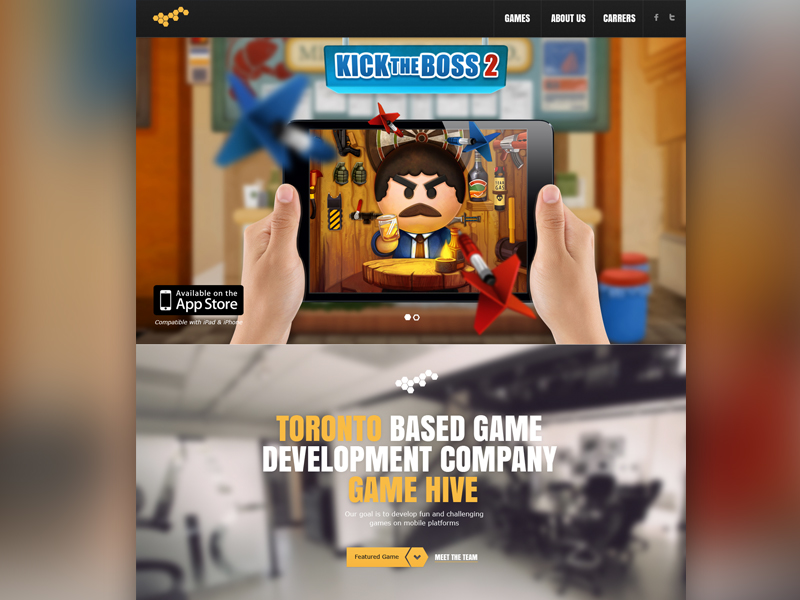 GAMES ABOUT US CARRERS
KICK THE BOSS 2
Available on the
App Store
Compatible with iPad & iPhone
TORONTO BASED GAME
DEVELOPMENT COMPANY
GAME HIVE
Our goal is to develop fun and challenging
games on mobile platforms
Featured Game MEET THE TEAM